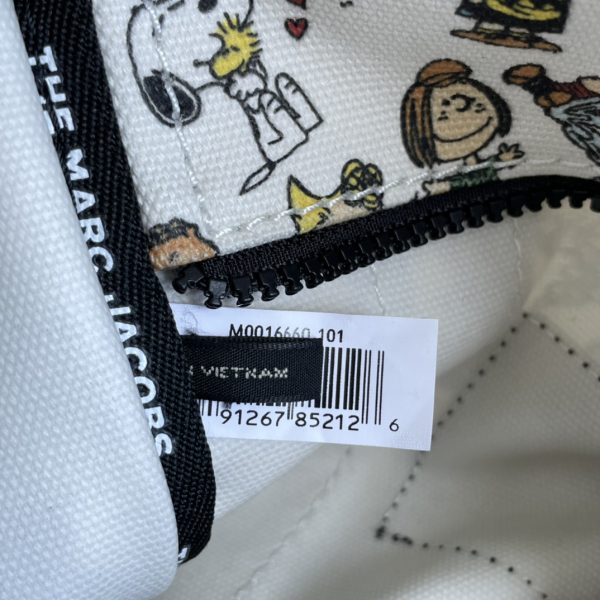 THE MARC JACOBS
M0016660 101
VIETNAM
91267 85212 6